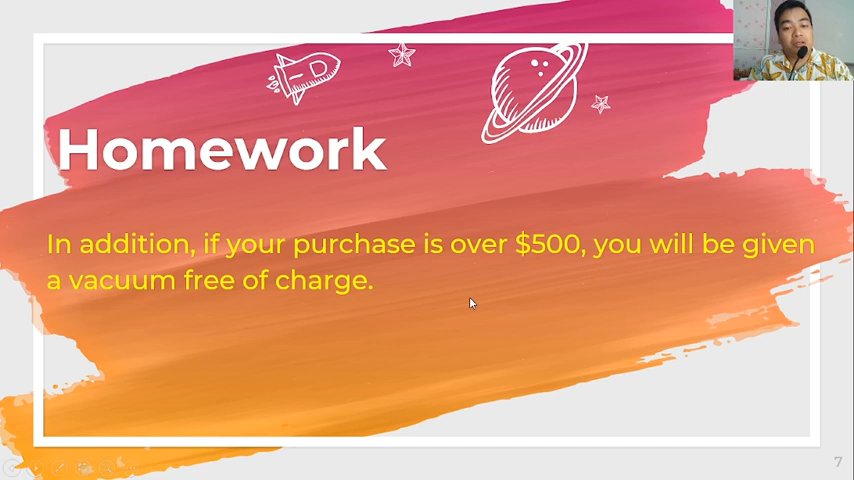 Homework
In addition, if your purchase is over $500, you will be given
a vacuum free of charge.
7